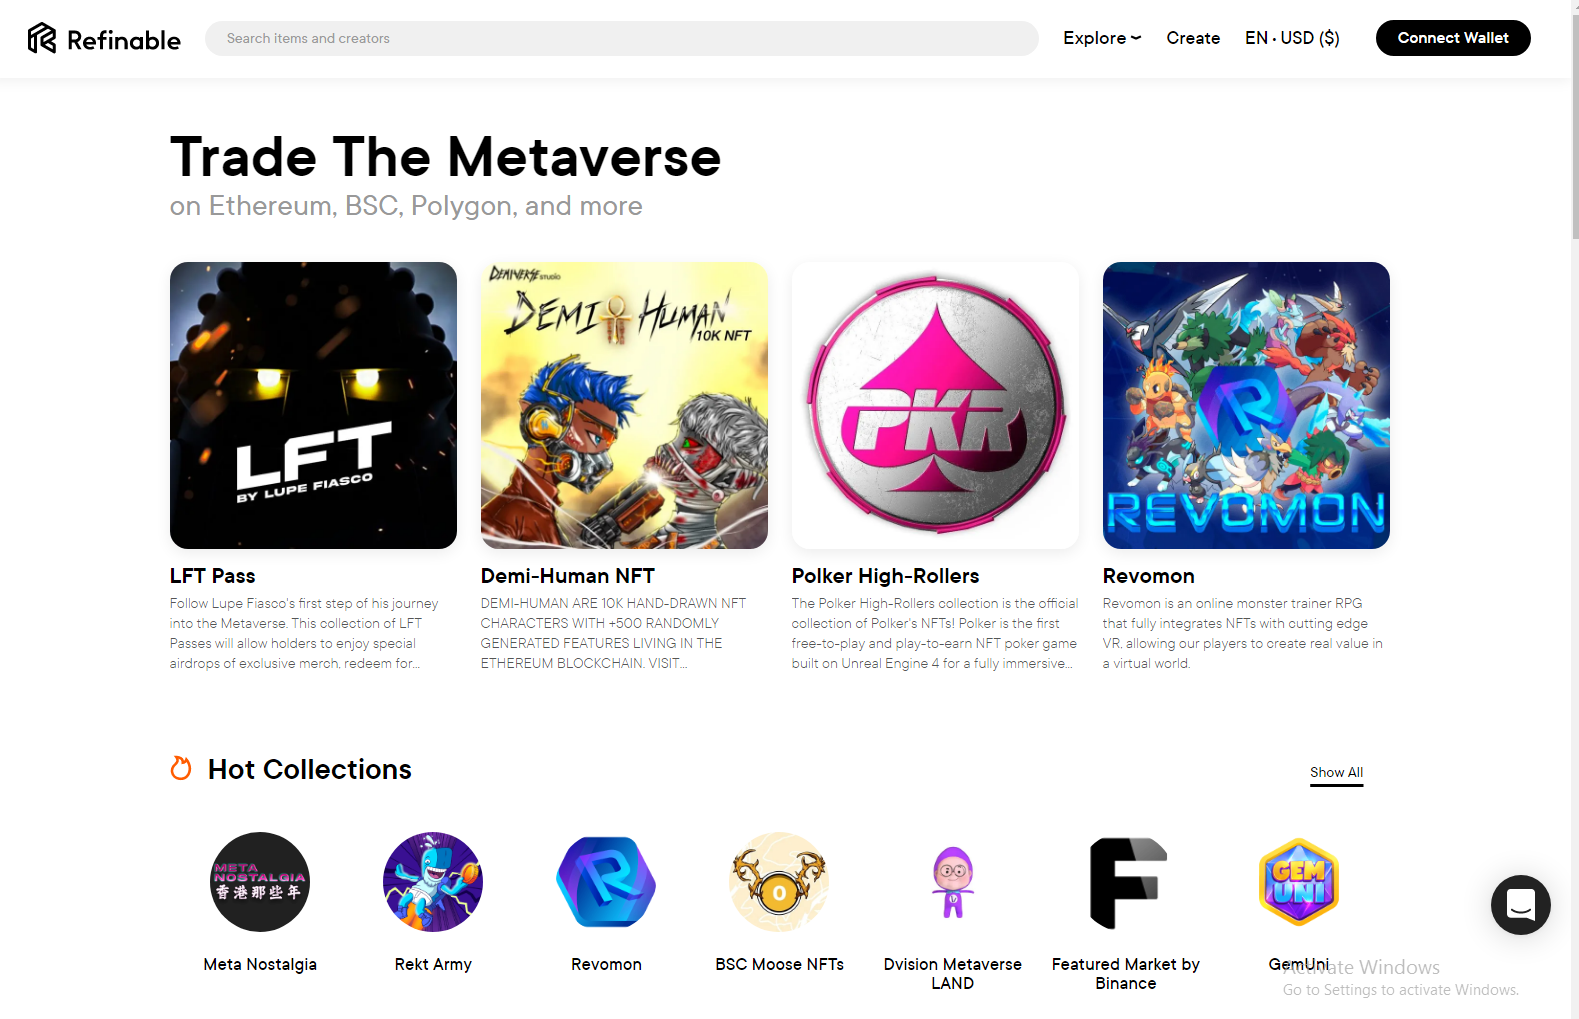 Refinable
Search items and creators
Explore
Create
EN • USD ($)
Connect Wallet
Trade The Metaverse
on Ethereum, BSC, Polygon, and more
LFT
BY LUPE FIASCO
DEMIVERSE STUDIO
DEMI HUMAN
10K NFT
PKR
R
REVOMON
LFT Pass
Follow Lupe Fiasco's first step of his journey
into the Metaverse. This collection of LFT
Passes will allow holders to enjoy special
airdrops of exclusive merch, redeem for...
Demi-Human NFT
DEMI-HUMAN ARE 10K HAND-DRAWN NFT
CHARACTERS WITH +500 RANDOMLY
GENERATED FEATURES LIVING IN THE
ETHEREUM BLOCKCHAIN. VISIT...
Polker High-Rollers
The Polker High-Rollers collection is the official
collection of Polker's NFTs! Polker is the first
free-to-play and play-to-earn NFT poker game
built on Unreal Engine 4 for a fully immersive...
Revomon
Revomon is an online monster trainer RPG
that fully integrates NFTs with cutting edge
VR, allowing our players to create real value in
a virtual world.
Hot Collections
Show All
META
NOSTALGIA
香港那些年
R
0
F
GEM
UNI
Meta Nostalgia
Rekt Army
Revomon
BSC Moose NFTs
Dvision Metaverse
LAND
Featured Market by
Binance
GemUni
Activate Windows
Go to Settings to activate Windows.